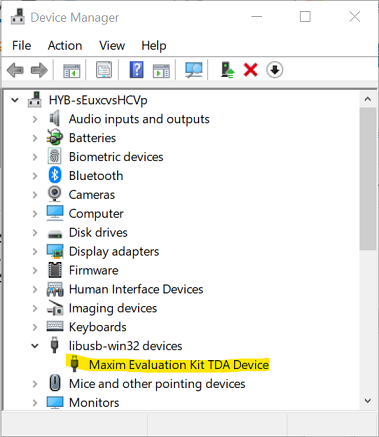 Device Manager
File Action View Help
HYB-sEuxcvsHCVp
Audio inputs and outputs
Batteries
Biometric devices
Bluetooth
Cameras
Computer
Disk drives
Display adapters
Firmware
Human Interface Devices
Imaging devices
Keyboards
libusb-win32 devices
Maxim Evaluation Kit TDA Device
Mice and other pointing devices
Monitors